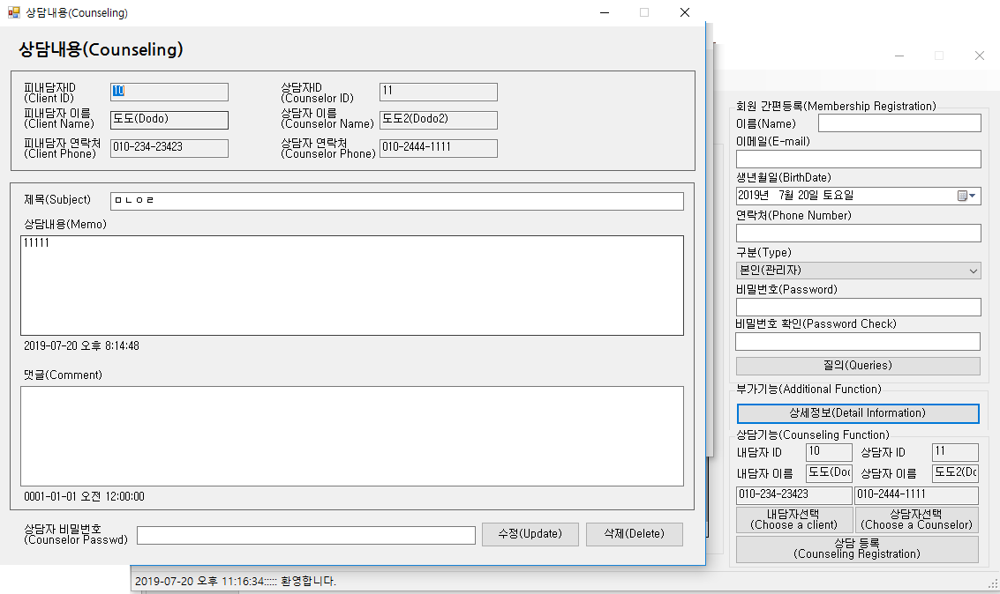 상담내용(Counseling)
상담내용(Counseling)
피내담자ID
(Client ID)
10
상담자ID
(Counselor ID)
11
피내담자 이름
(Client Name)
도도(Dodo)
상담자 이름
(Counselor Name)
도도2(Dodo2)
피내담자 연락처
(Client Phone)
010-234-23423
상담자 연락처
(Counselor Phone)
010-2444-1111
제목(Subject)
ㅁㄴㅇㄹ
상담내용(Memo)
11111
2019-07-20 오후 8:14:48
댓글(Comment)
0001-01-01 오전 12:00:00
상담자 비밀번호
(Counselor Passwd)
수정(Update)
삭제(Delete)
회원 간편등록(Membership Registration)
이름(Name)
이메일(E-mail)
생년월일(BirthDate)
2019년 7월 20일 토요일
연락처(Phone Number)
구분(Type)
본인(관리자)
비밀번호(Password)
비밀번호 확인(Password Check)
질의(Queries)
부가기능(Additional Function)
상세정보(Detail Information)
상담기능(Counseling Function)
내담자 ID
10
상담자 ID
11
내담자 이름
도도(Doc
상담자 이름
도도2(Dc
010-234-23423
010-2444-1111
내담자선택
(Choose a client)
상담자선택
(Choose a Counselor)
상담 등록
(Counseling Registration)
2019-07-20 오후 11:16:34::::: 환영합니다.